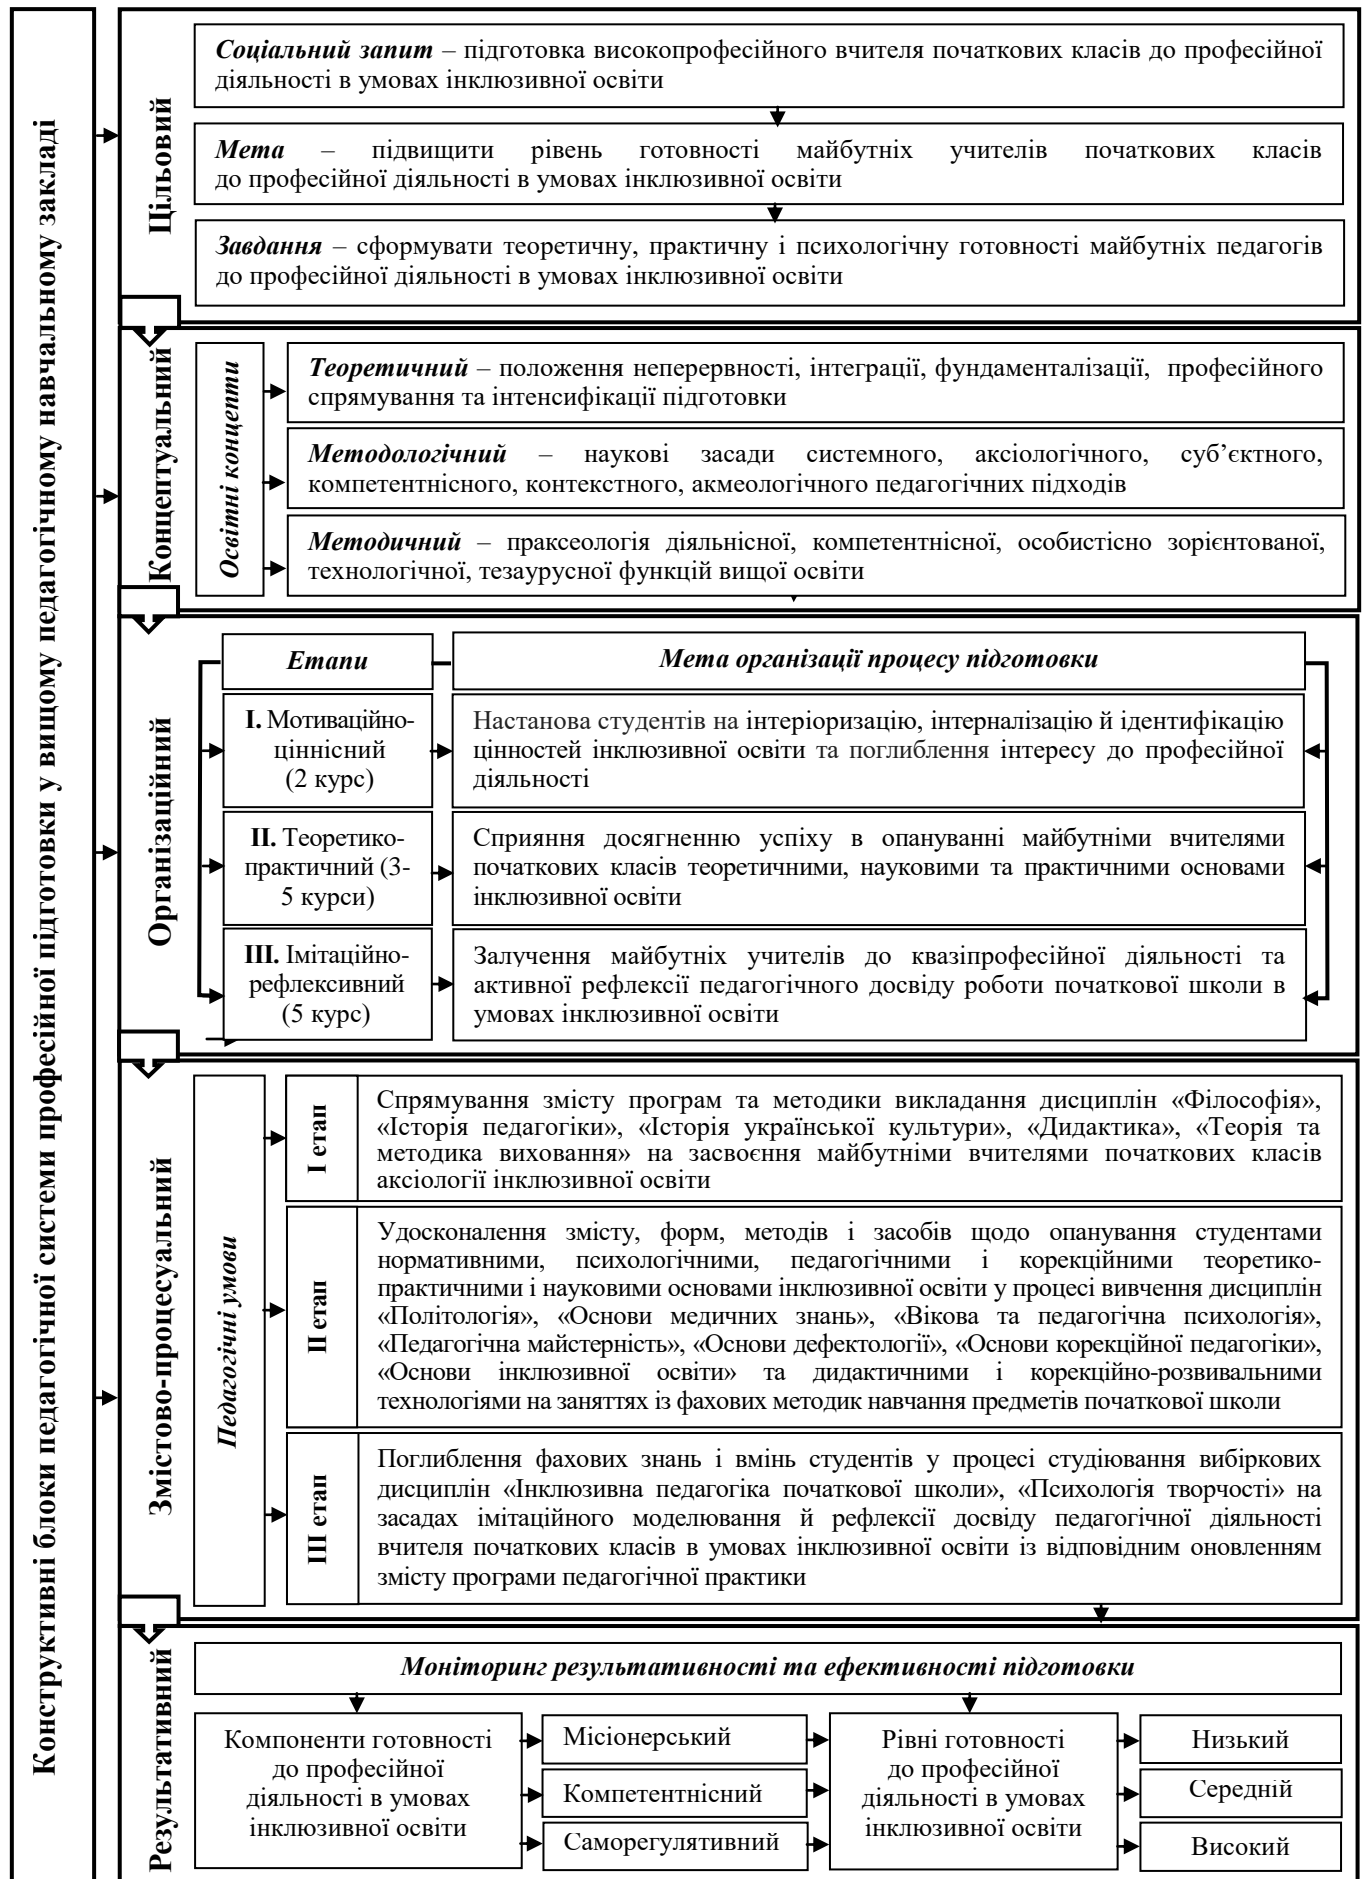 Конструктивні блоки педагогічної системи професійної підготовки у вищому педагогічному навчальному закладі
Цільовий
Соціальний запит – підготовка високопрофесійного вчителя початкових класів до професійної
діяльності в умовах інклюзивної освіти
Мета – підвищити рівень готовності майбутніх учителів початкових класів
до професійної діяльності в умовах інклюзивної освіти
Завдання – сформувати теоретичну, практичну і психологічну готовності майбутніх педагогів
до професійної діяльності в умовах інклюзивної освіти
Концептуальний
Освітні концепти
Теоретичний – положення неперервності, інтеграції, фундаменталізації, професійного
спрямування та інтенсифікації підготовки
Методологічний – наукові засади системного, аксіологічного, суб’єктного,
компетентнісного, контекстного, акмеологічного педагогічних підходів
Методичний – праксеологія діяльнісної, компетентнісної, особистісно зорієнтованої,
технологічної, тезаурусної функцій вищої освіти
Організаційний
Етапи
Мета організації процесу підготовки
І. Мотиваційно-
ціннісний
(2 курс)
Настанова студентів на інтеріоризацію, інтерналізацію й ідентифікацію
цінностей інклюзивної освіти та поглиблення інтересу до професійної
діяльності
ІІ. Теоретико-
практичний (3-
5 курси)
Сприяння досягненню успіху в опануванні майбутніми вчителями
початкових класів теоретичними, науковими та практичними основами
інклюзивної освіти
ІІІ. Імітаційно-
рефлексивний
(5 курс)
Залучення майбутніх учителів до квазіпрофесійної діяльності та
активної рефлексії педагогічного досвіду роботи початкової школи в
умовах інклюзивної освіти
Змістово-процесуальний
Педагогічні умови
І етап
Спрямування змісту програм та методики викладання дисциплін «Філософія»,
«Історія педагогіки», «Історія української культури», «Дидактика», «Теорія та
методика виховання» на засвоєння майбутніми вчителями початкових класів
аксіології інклюзивної освіти
ІІ етап
Удосконалення змісту, форм, методів і засобів щодо опанування студентами
нормативними, психологічними, педагогічними і корекційними теоретико-
практичними і науковими основами інклюзивної освіти у процесі вивчення дисциплін
«Політологія», «Основи медичних знань», «Вікова та педагогічна психологія»,
«Педагогічна майстерність», «Основи дефектології», «Основи корекційної педагогіки»,
«Основи інклюзивної освіти» та дидактичними і корекційно-розвивальними
технологіями на заняттях із фахових методик навчання предметів початкової школи
ІІІ етап
Поглиблення фахових знань і вмінь студентів у процесі студіювання вибіркових
дисциплін «Інклюзивна педагогіка початкової школи», «Психологія творчості» на
засадах імітаційного моделювання й рефлексії досвіду педагогічної діяльності
вчителя початкових класів в умовах інклюзивної освіти із відповідним оновленням
змісту програми педагогічної практики
Результативний
Моніторинг результативності та ефективності підготовки
Компоненти готовності
до професійної
діяльності в умовах
інклюзивної освіти
Місіонерський
Компетентнісний
Саморегулятивний
Рівні готовності
до професійної
діяльності в умовах
інклюзивної освіти
Низький
Середній
Високий